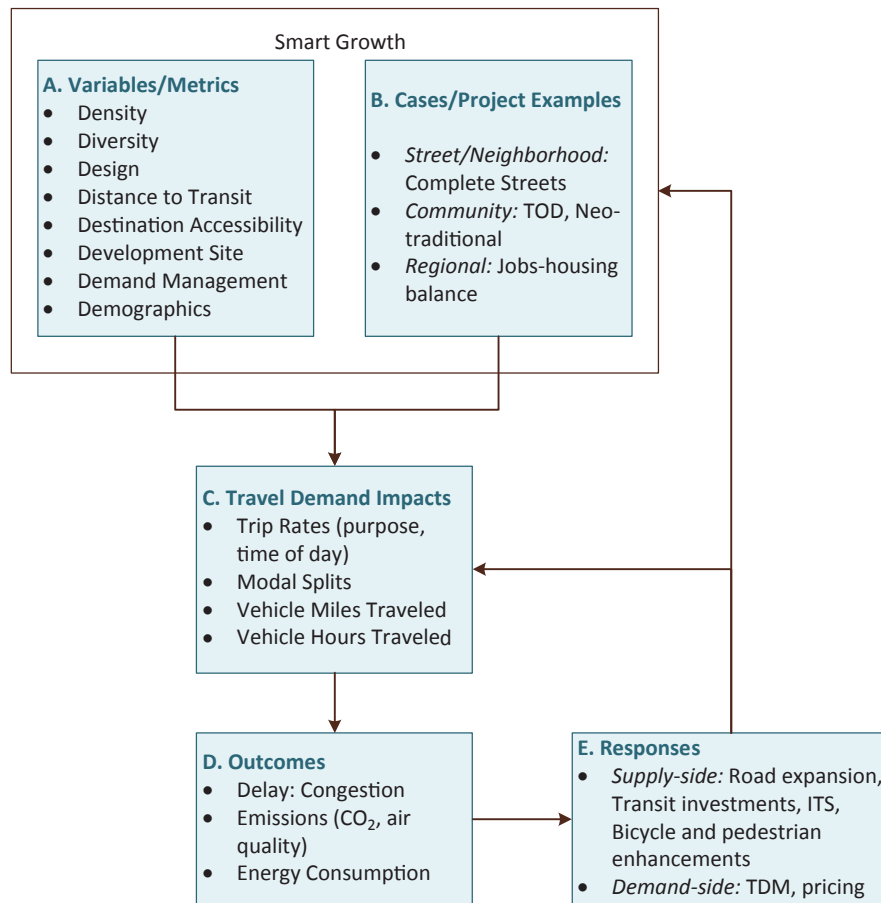 Smart Growth
A. Variables/Metrics
• Density
• Diversity
• Design
• Distance to Transit
• Destination Accessibility
• Development Site
• Demand Management
• Demographics
B. Cases/Project Examples
• Street/Neighborhood:
Complete Streets
• Community: TOD, Neo-
traditional
• Regional: Jobs-housing
balance
C. Travel Demand Impacts
• Trip Rates (purpose,
time of day)
• Modal Splits
• Vehicle Miles Traveled
• Vehicle Hours Traveled
D. Outcomes
• Delay: Congestion
• Emissions (CO₂, air
quality)
• Energy Consumption
E. Responses
• Supply-side: Road expansion,
Transit investments, ITS,
Bicycle and pedestrian
enhancements
• Demand-side: TDM, pricing